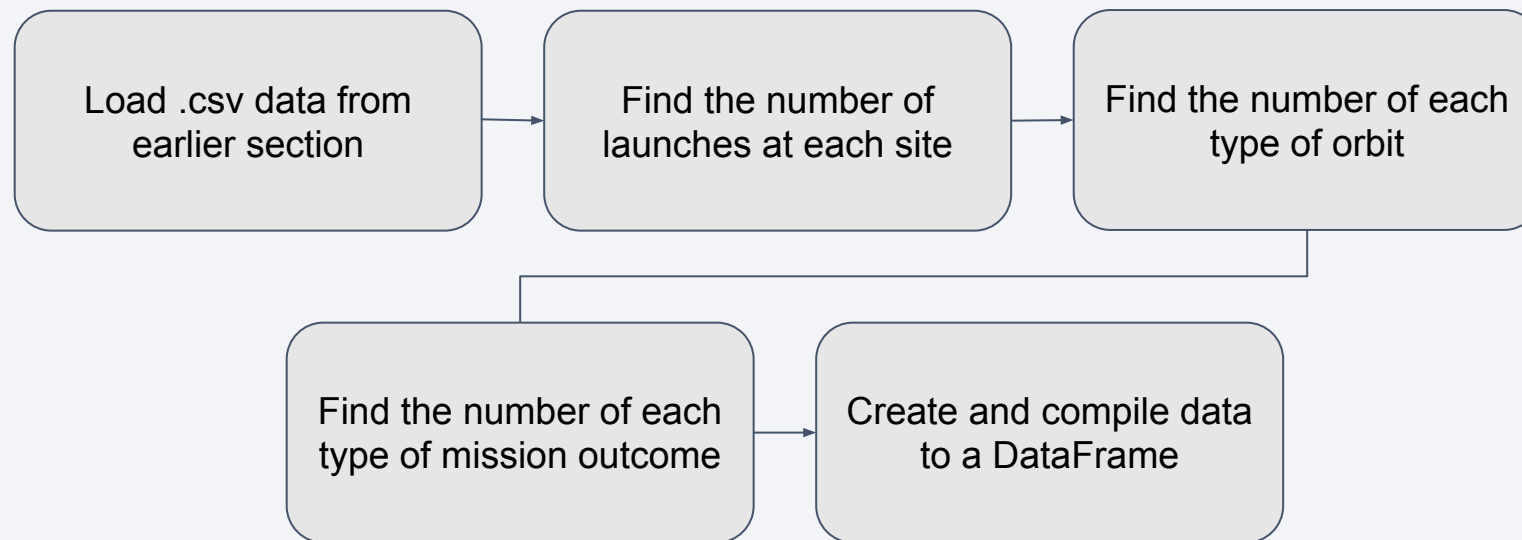 Load .csv data from
earlier section
Find the number of
launches at each site
Find the number of each
type of orbit
Find the number of each
type of mission outcome
Create and compile data
to a DataFrame